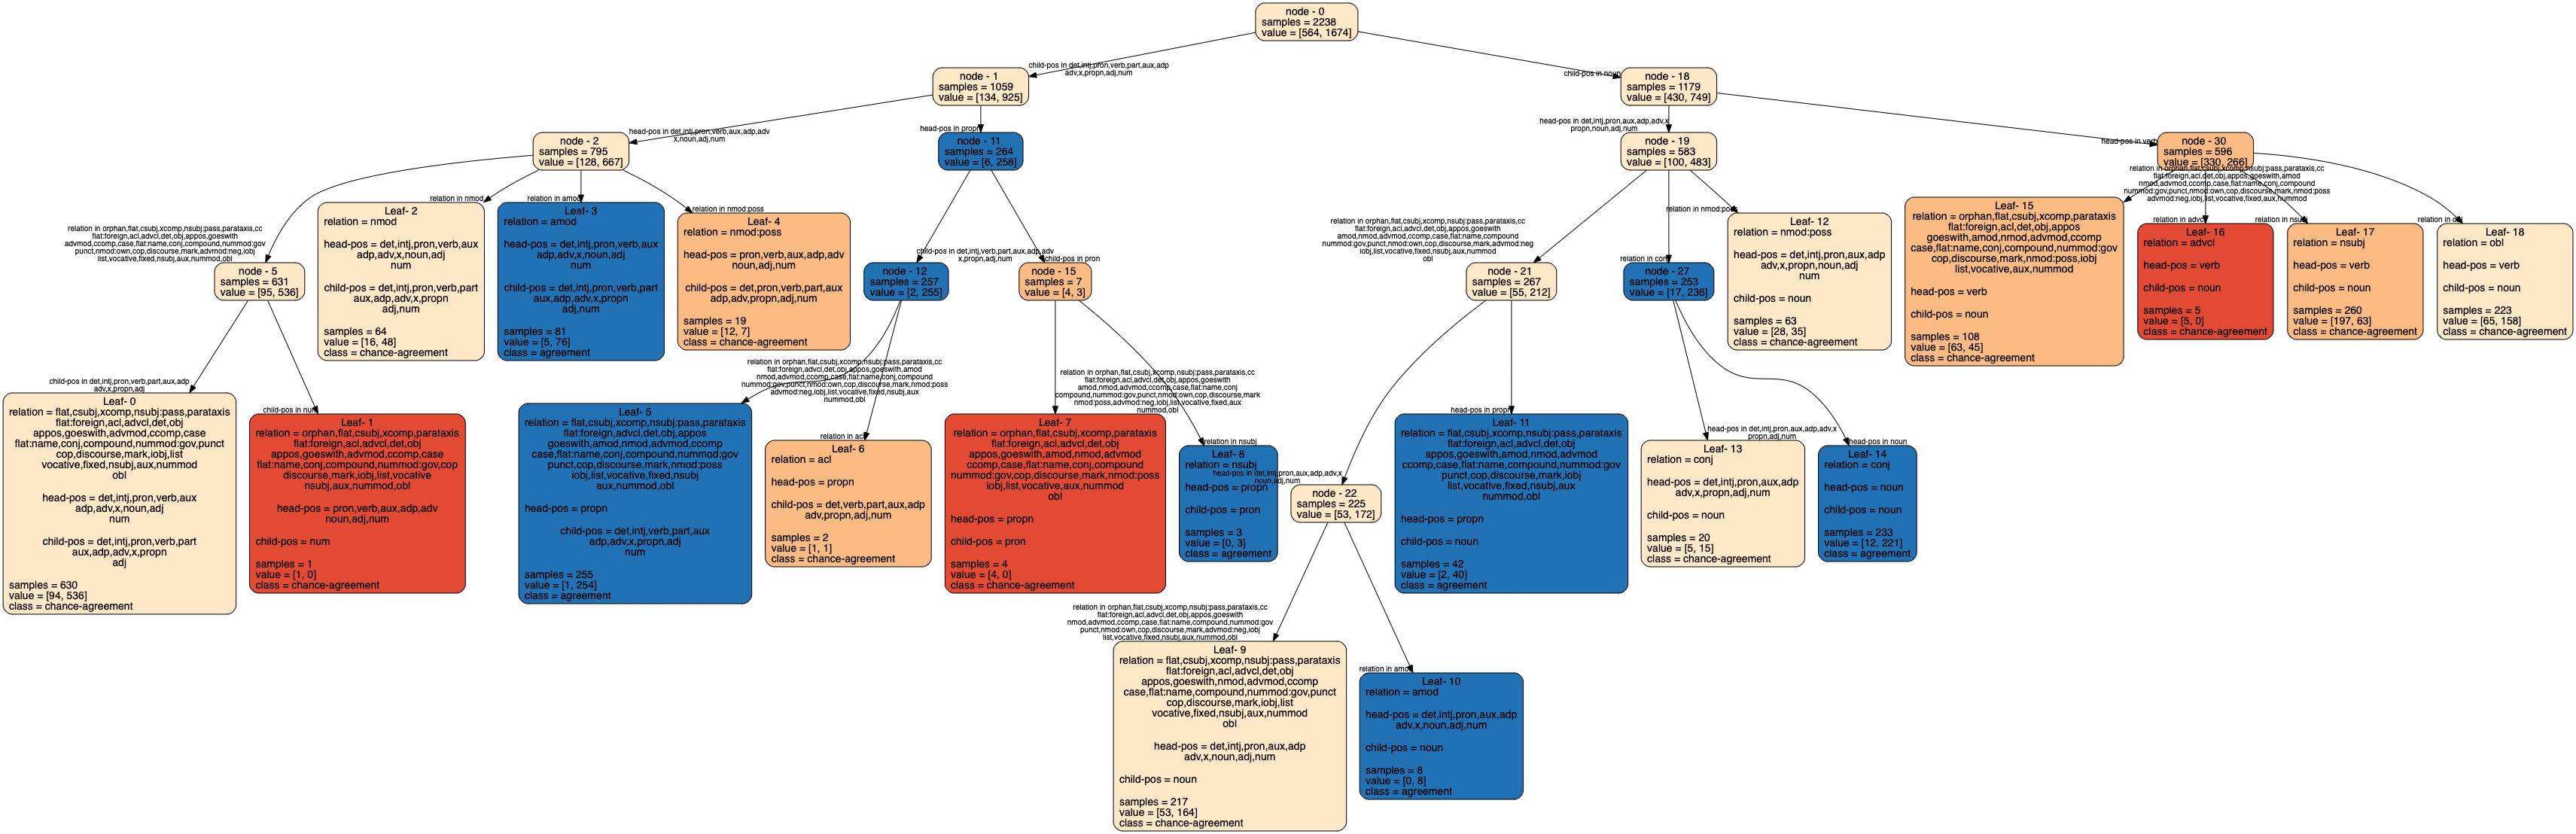 node - 0
samples = 2238
value = [564, 1674]
child-pos in det,intj,pron,verb,part,aux,adp
adv,x,propn,adj,num
child-pos in noun
node - 1
samples = 1059
value = [134, 925]
node - 18
samples = 1179
value = [430, 749]
head-pos in det,intj,pron,verb,aux,adp,adv
x,noun,adj,num
head-pos in propn
head-pos in det,intj,pron,aux,adp,adv,x
propn,noun,adj,num
head-pos in verb
node - 2
samples = 795
value = [128, 667]
node - 11
samples = 264
value = [6, 258]
node - 19
samples = 583
value = [100, 483]
node - 30
samples = 596
value = [330, 266]
relation in orphan,flat,csubj,xcomp,nsubj:pass,parataxis,cc
flat:foreign,acl,advcl,det,obj,appos,goeswith
advmod,ccomp,case,flat:name,conj,compound,nummod:gov
punct,nmod:own,cop,discourse,mark,advmod:neg,iobj
list,vocative,fixed,nsubj,aux,nummod,obl
relation in nmod
relation in amod
relation in nmod:poss
node - 5
samples = 631
value = [95, 536]
Leaf- 2
relation = nmod
head-pos = det,intj,pron,verb,aux
adp,adv,x,noun,adj
num
child-pos = det,intj,pron,verb,part
aux,adp,adv,x,propn
adj,num
samples = 64
value = [16, 48]
class = chance-agreement
Leaf- 3
relation = amod
head-pos = det,intj,pron,verb,aux
adp,adv,x,noun,adj
num
child-pos = det,intj,pron,verb,part
aux,adp,adv,x,propn
adj,num
samples = 81
value = [5, 76]
class = agreement
Leaf- 4
relation = nmod:poss
head-pos = pron,verb,aux,adp,adv
noun,adj,num
child-pos = det,pron,verb,part,aux
adp,adv,propn,adj,num
samples = 19
value = [12, 7]
class = chance-agreement
child-pos in det,intj,verb,part,aux,adp,adv
x,propn,adj,num
child-pos in pron
node - 12
samples = 257
value = [2, 255]
node - 15
samples = 7
value = [4, 3]
relation in orphan,flat,csubj,xcomp,nsubj:pass,parataxis,cc
flat:foreign,acl,advcl,det,obj,appos,goeswith
amod,nmod,advmod,ccomp,case,flat:name,compound
nummod:gov,punct,nmod:own,cop,discourse,mark,advmod:neg
iobj,list,vocative,fixed,nsubj,aux,nummod
obl
relation in conj
relation in nmod:poss
node - 21
samples = 267
value = [55, 212]
node - 27
samples = 253
value = [17, 236]
Leaf- 12
relation = nmod:poss
head-pos = det,intj,pron,aux,adp
adv,x,propn,noun,adj
num
child-pos = noun
samples = 63
value = [28, 35]
class = chance-agreement
relation in orphan,flat,csubj,xcomp,nsubj:pass,parataxis,cc
flat:foreign,acl,det,obj,appos,goeswith,amod
nmod,advmod,ccomp,case,flat:name,conj,compound
nummod:gov,punct,nmod:own,cop,discourse,mark,nmod:poss
advmod:neg,iobj,list,vocative,fixed,aux,nummod
relation in advcl
relation in nsubj
relation in obl
Leaf- 15
relation = orphan,flat,csubj,xcomp,parataxis
flat:foreign,acl,det,obj,appos
goeswith,amod,nmod,advmod,ccomp
case,flat:name,conj,compound,nummod:gov
cop,discourse,mark,nmod:poss,iobj
list,vocative,aux,nummod
head-pos = verb
child-pos = noun
samples = 108
value = [63, 45]
class = chance-agreement
Leaf- 16
relation = advcl
head-pos = verb
child-pos = noun
samples = 5
value = [5, 0]
class = chance-agreement
Leaf- 17
relation = nsubj
head-pos = verb
child-pos = noun
samples = 260
value = [197, 63]
class = chance-agreement
Leaf- 18
relation = obl
head-pos = verb
child-pos = noun
samples = 223
value = [65, 158]
class = chance-agreement
child-pos in det,intj,pron,verb,part,aux,adp
adv,x,propn,adj
child-pos in num
Leaf- 0
relation = flat,csubj,xcomp,nsubj:pass,parataxis
flat:foreign,acl,advcl,det,obj
appos,goeswith,advmod,ccomp,case
flat:name,conj,compound,nummod:gov,punct
cop,discourse,mark,iobj,list
vocative,fixed,nsubj,aux,nummod
obl
head-pos = det,intj,pron,verb,aux
adp,adv,x,noun,adj
num
child-pos = det,intj,pron,verb,part
aux,adp,adv,x,propn
adj
samples = 630
value = [94, 536]
class = chance-agreement
Leaf- 1
relation = orphan,flat,csubj,xcomp,parataxis
flat:foreign,acl,advcl,det,obj
appos,goeswith,advmod,ccomp,case
flat:name,conj,compound,nummod:gov,cop
discourse,mark,iobj,list,vocative
nsubj,aux,nummod,obl
head-pos = pron,verb,aux,adp,adv
noun,adj,num
child-pos = num
samples = 1
value = [1, 0]
class = chance-agreement
relation in orphan,flat,csubj,xcomp,nsubj:pass,parataxis,cc
flat:foreign,advcl,det,obj,appos,goeswith,amod
nmod,advmod,ccomp,case,flat:name,conj,compound
nummod:gov,punct,nmod:own,cop,discourse,mark,nmod:poss
advmod:neg,iobj,list,vocative,fixed,nsubj,aux
nummod,obl
relation in acl
Leaf- 5
relation = flat,csubj,xcomp,nsubj:pass,parataxis
flat:foreign,advcl,det,obj,appos
goeswith,amod,nmod,advmod,ccomp
case,flat:name,conj,compound,nummod:gov
punct,cop,discourse,mark,nmod:poss
iobj,list,vocative,fixed,nsubj
aux,nummod,obl
head-pos = propn
child-pos = det,intj,verb,part,aux
adp,adv,x,propn,adj
num
samples = 255
value = [1, 254]
class = agreement
Leaf- 6
relation = acl
head-pos = propn
child-pos = det,verb,part,aux,adp
adv,propn,adj,num
samples = 2
value = [1, 1]
class = chance-agreement
relation in orphan,flat,csubj,xcomp,nsubj:pass,parataxis,cc
flat:foreign,acl,advcl,det,obj,appos,goeswith
amod,nmod,advmod,ccomp,case,flat:name,conj
compound,nummod:gov,punct,nmod:own,cop,discourse,mark
nmod:poss,advmod:neg,iobj,list,vocative,fixed,aux
nummod,obl
relation in nsubj
Leaf- 7
relation = orphan,flat,csubj,xcomp,parataxis
flat:foreign,acl,advcl,det,obj
appos,goeswith,amod,nmod,advmod
ccomp,case,flat:name,conj,compound
nummod:gov,cop,discourse,mark,nmod:poss
iobj,list,vocative,aux,nummod
obl
head-pos = propn
child-pos = pron
samples = 4
value = [4, 0]
class = chance-agreement
Leaf- 8
relation = nsubj
head-pos = propn
child-pos = pron
samples = 3
value = [0, 3]
class = agreement
head-pos in det,intj,pron,aux,adp,adv,x
noun,adj,num
head-pos in propn
node - 22
samples = 225
value = [53, 172]
Leaf- 11
relation = flat,csubj,xcomp,nsubj:pass,parataxis
flat:foreign,acl,advcl,det,obj
appos,goeswith,amod,nmod,advmod
ccomp,case,flat:name,compound,nummod:gov
punct,cop,discourse,mark,iobj
list,vocative,fixed,nsubj,aux
nummod,obl
head-pos = propn
child-pos = noun
samples = 42
value = [2, 40]
class = agreement
head-pos in det,intj,pron,aux,adp,adv,x
propn,adj,num
head-pos in noun
Leaf- 13
relation = conj
head-pos = det,intj,pron,aux,adp
adv,x,propn,adj,num
child-pos = noun
samples = 20
value = [5, 15]
class = chance-agreement
Leaf- 14
relation = conj
head-pos = noun
child-pos = noun
samples = 233
value = [12, 221]
class = agreement
relation in orphan,flat,csubj,xcomp,nsubj:pass,parataxis,cc
flat:foreign,acl,advcl,det,obj,appos,goeswith
nmod,advmod,ccomp,case,flat:name,compound,nummod:gov
punct,nmod:own,cop,discourse,mark,advmod:neg,iobj
list,vocative,fixed,nsubj,aux,nummod,obl
relation in amod
Leaf- 9
relation = flat,csubj,xcomp,nsubj:pass,parataxis
flat:foreign,acl,advcl,det,obj
appos,goeswith,nmod,advmod,ccomp
case,flat:name,compound,nummod:gov,punct
cop,discourse,mark,iobj,list
vocative,fixed,nsubj,aux,nummod
obl
head-pos = det,intj,pron,aux,adp
adv,x,noun,adj,num
child-pos = noun
samples = 217
value = [53, 164]
class = chance-agreement
Leaf- 10
relation = amod
head-pos = det,intj,pron,aux,adp
adv,x,noun,adj,num
child-pos = noun
samples = 8
value = [0, 8]
class = agreement